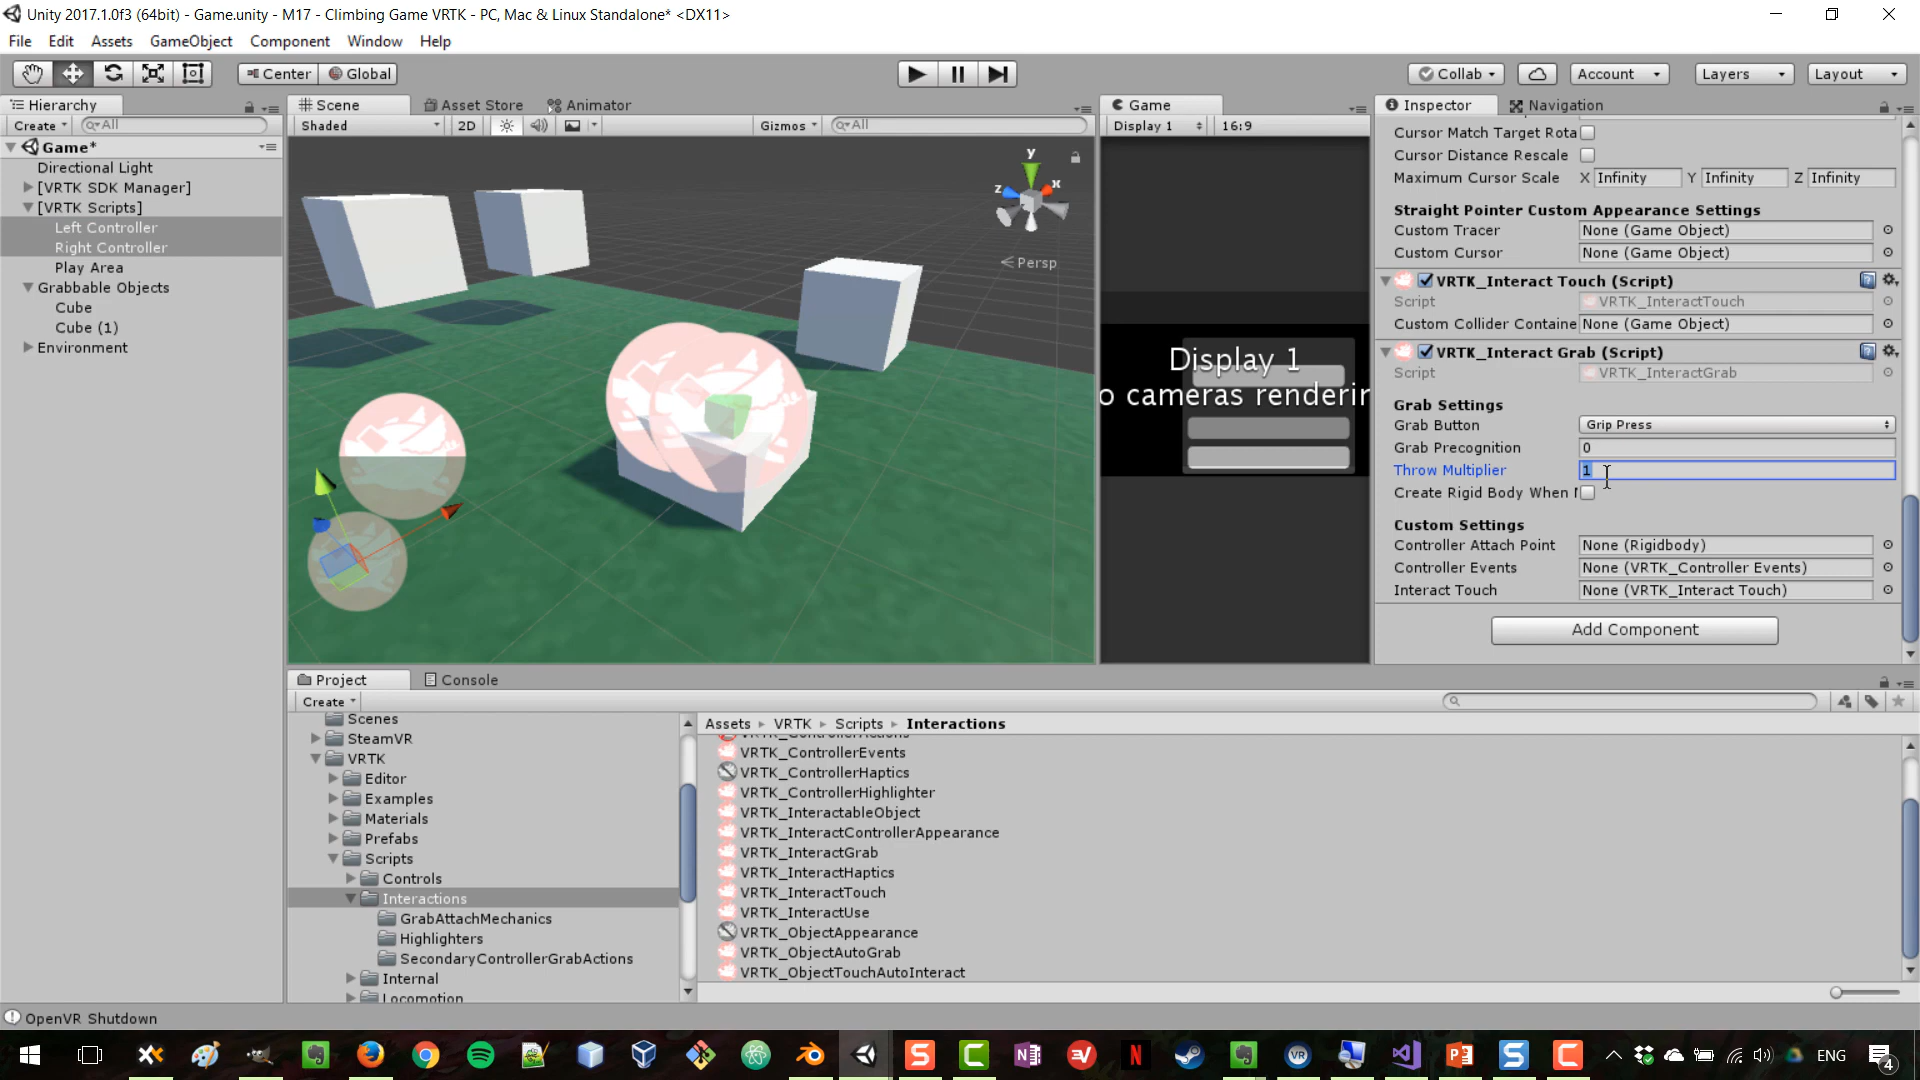 Unity 2017.1.0f3 (64bit) - Game.unity - M17 - Climbing Game VRTK - PC, Mac & Linux Standalone* <DX11>
File Edit Assets GameObject Component Window Help
Center Global Collab Account Layers Layout
Hierarchy
Create All
Game*
Directional Light
[VRTK SDK Manager]
[VRTK Scripts]
Left Controller
Right Controller
Play Area
Grabbable Objects
Cube
Cube (1)
Environment
Scene Asset Store Animator
Shaded 2D Gizmos All
y
x
z
Persp
Game
Display 1 16:9
Display 1
o cameras renderin
Inspector Navigation
Cursor Match Target Rota
Cursor Distance Rescale
Maximum Cursor Scale X Infinity Y Infinity Z Infinity
Straight Pointer Custom Appearance Settings
Custom Tracer None (Game Object)
Custom Cursor None (Game Object)
VRTK_Interact Touch (Script)
Script VRTK_InteractTouch
Custom Collider Containe None (Game Object)
VRTK_Interact Grab (Script)
Script VRTK_InteractGrab
Grab Settings
Grab Button Grip Press
Grab Precognition 0
Throw Multiplier 1
Create Rigid Body When
Custom Settings
Controller Attach Point None (Rigidbody)
Controller Events None (VRTK_Controller Events)
Interact Touch None (VRTK_Interact Touch)
Add Component
Project Console
Create
Scenes
SteamVR
VRTK
Editor
Examples
Materials
Prefabs
Scripts
Controls
Interactions
GrabAttachMechanics
Highlighters
SecondaryControllerGrabActions
Internal
Locomotion
Assets VRTK Scripts Interactions
VRTK_ControllerActions
VRTK_ControllerEvents
VRTK_ControllerHaptics
VRTK_ControllerHighlighter
VRTK_InteractableObject
VRTK_InteractControllerAppearance
VRTK_InteractGrab
VRTK_InteractHaptics
VRTK_InteractTouch
VRTK_InteractUse
VRTK_ObjectAppearance
VRTK_ObjectAutoGrab
VRTK_ObjectTouchAutoInteract
OpenVR Shutdown
ENG
4